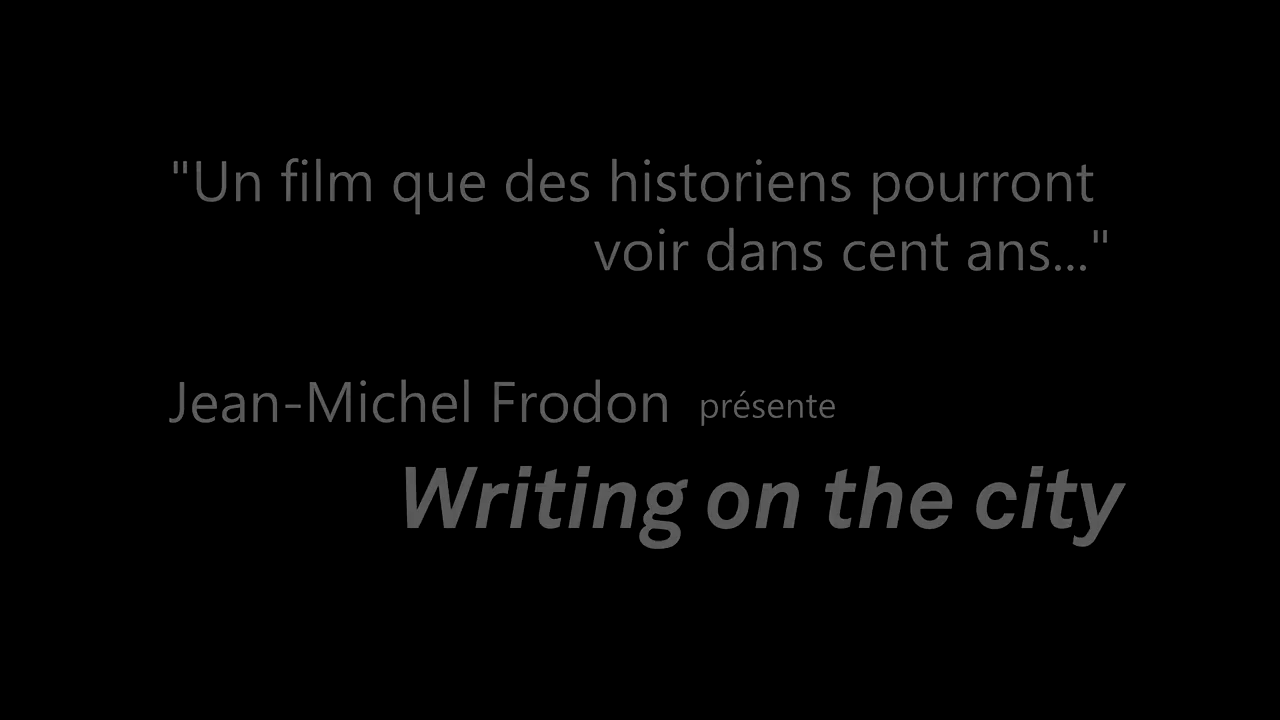 "Un film que des historiens pourront
voir dans cent ans..."
Jean-Michel Frodon présente
Writing on the city